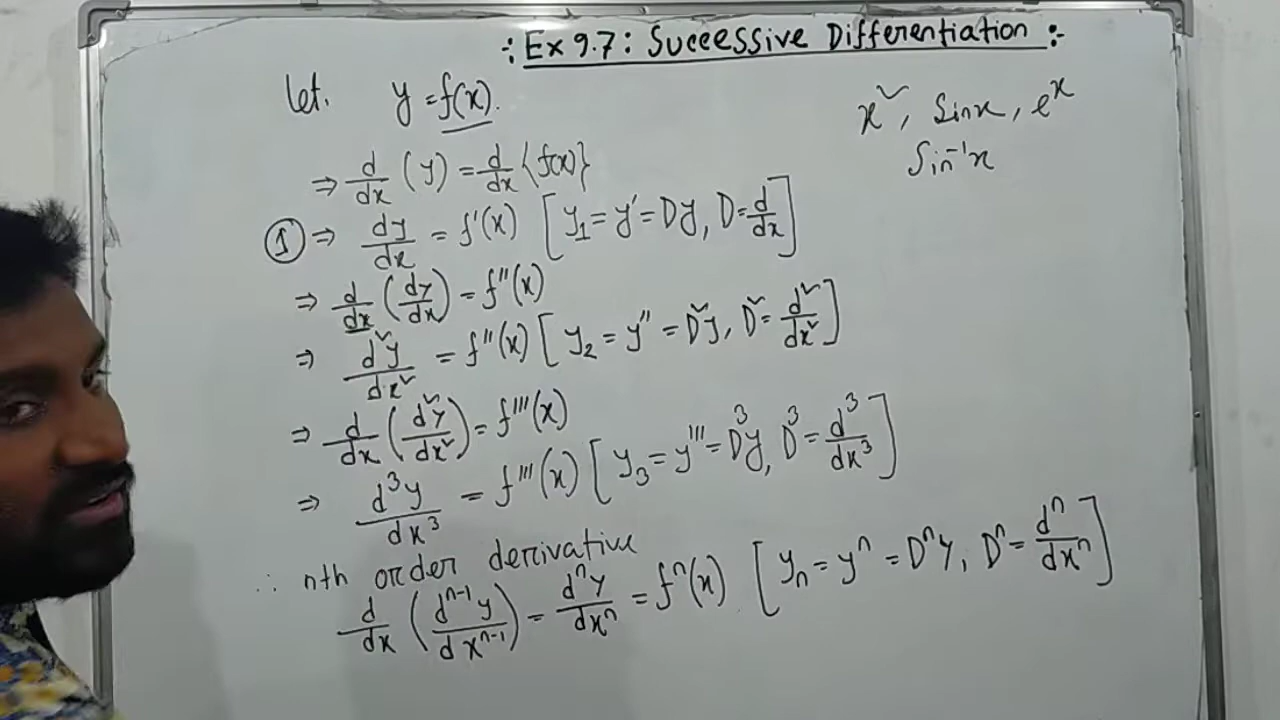 :Ex 9.7: Successive Differentiation :-
let. y = f(x).
x², Sinx, eˣ
Sin⁻¹x
⇒ d/dx (y) = d/dx {f(x)}
① ⇒ dy/dx = f'(x) [y₁ = y' = Dy, D = d/dx]
⇒ d/dx (dy/dx) = f''(x)
⇒ d²y/dx² = f''(x) [y₂ = y'' = D²y, D² = d²/dx²]
⇒ d/dx (d²y/dx²) = f'''(x)
⇒ d³y/dx³ = f'''(x) [y₃ = y''' = D³y, D³ = d³/dx³]
∴ nth order derivative
d/dx (dⁿ⁻¹y/dxⁿ⁻¹) = dⁿy/dxⁿ = fⁿ(x) [yₙ = yⁿ = Dⁿy, Dⁿ = dⁿ/dxⁿ]